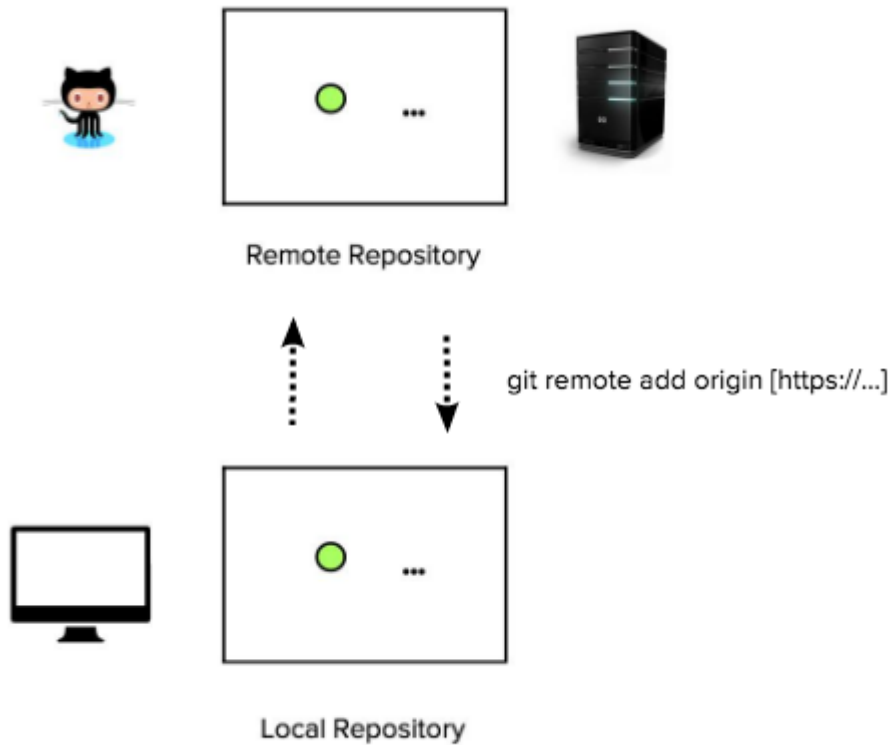 ...
Remote Repository
git remote add origin [https://...]
...
Local Repository